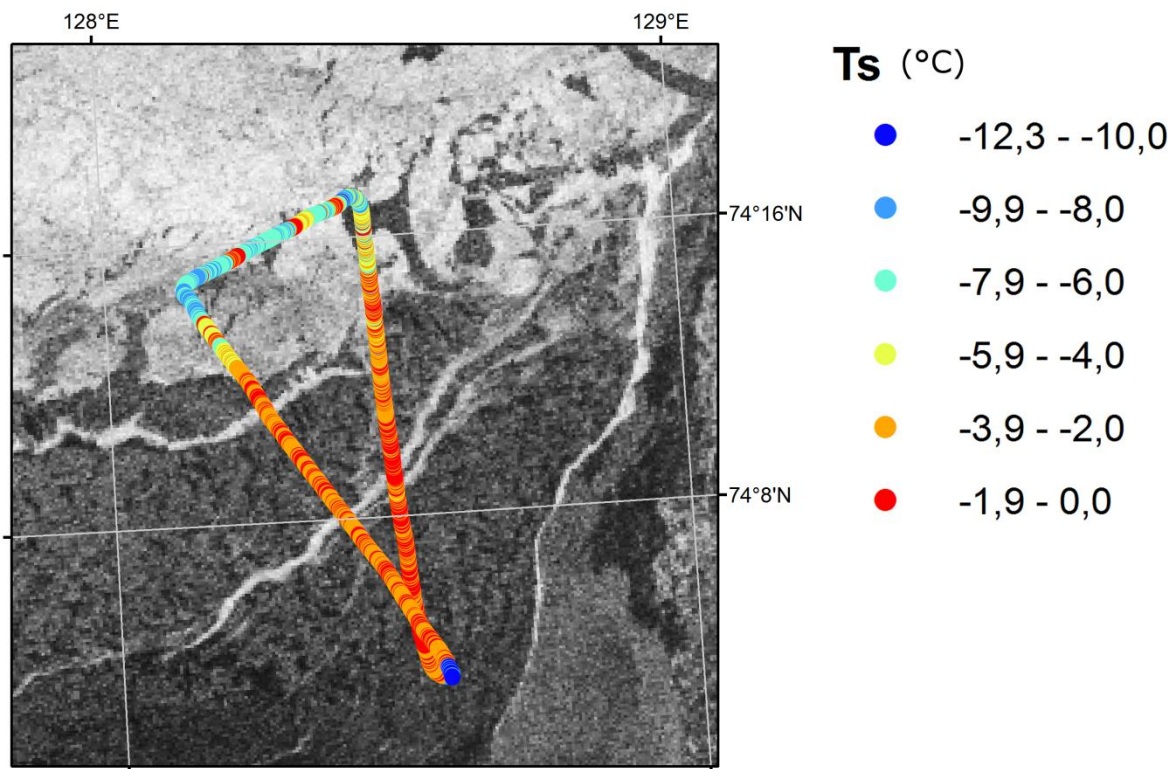 128°E
129°E
74°16'N
74°8'N
Ts (°C)
-12,3 - -10,0
-9,9 - -8,0
-7,9 - -6,0
-5,9 - -4,0
-3,9 - -2,0
-1,9 - 0,0